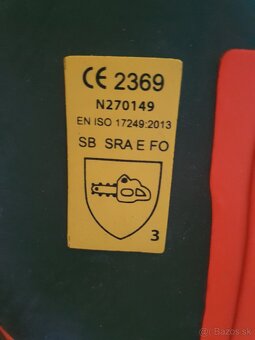 CE 2369
N270149
EN ISO 17249:2013
SB SRA E FO
3
© Bazos.sk